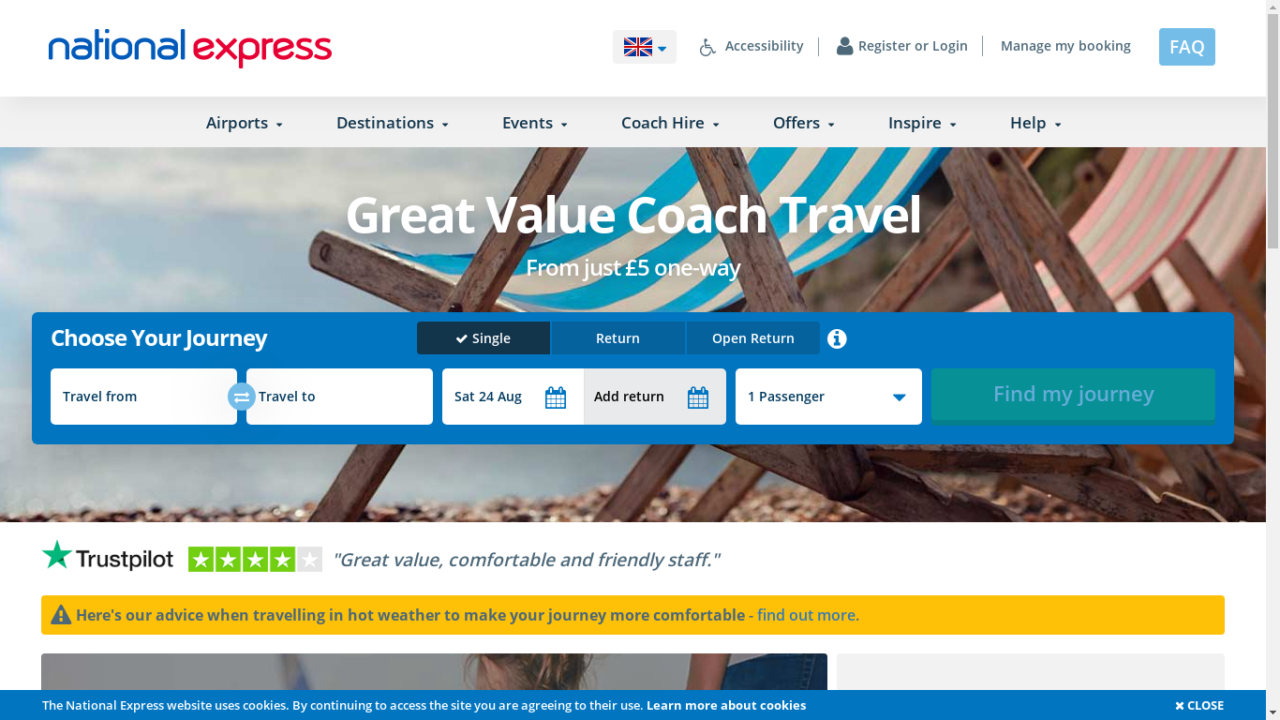 national express
Accessibility
Register or Login
Manage my booking
FAQ
Airports
Destinations
Events
Coach Hire
Offers
Inspire
Help
Great Value Coach Travel
From just £5 one-way
Choose Your Journey
Single
Return
Open Return
Travel from
Travel to
Sat 24 Aug
Add return
1 Passenger
Find my journey
Trustpilot
"Great value, comfortable and friendly staff."
Here's our advice when travelling in hot weather to make your journey more comfortable - find out more.
The National Express website uses cookies. By continuing to access the site you are agreeing to their use. Learn more about cookies
CLOSE